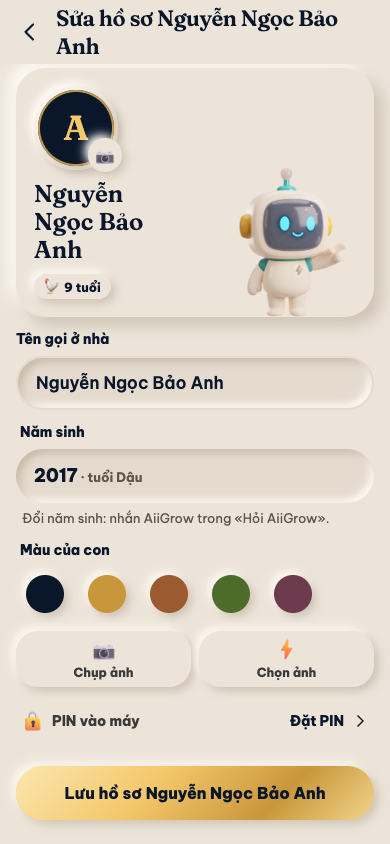 Sửa hồ sơ Nguyễn Ngọc Bảo
Anh
A
Nguyễn
Ngọc Bảo
Anh
9 tuổi
Tên gọi ở nhà
Nguyễn Ngọc Bảo Anh
Năm sinh
2017 · tuổi Dậu
Đổi năm sinh: nhắn AiiGrow trong «Hỏi AiiGrow».
Màu của con
Chụp ảnh
Chọn ảnh
PIN vào máy
Đặt PIN
Lưu hồ sơ Nguyễn Ngọc Bảo Anh